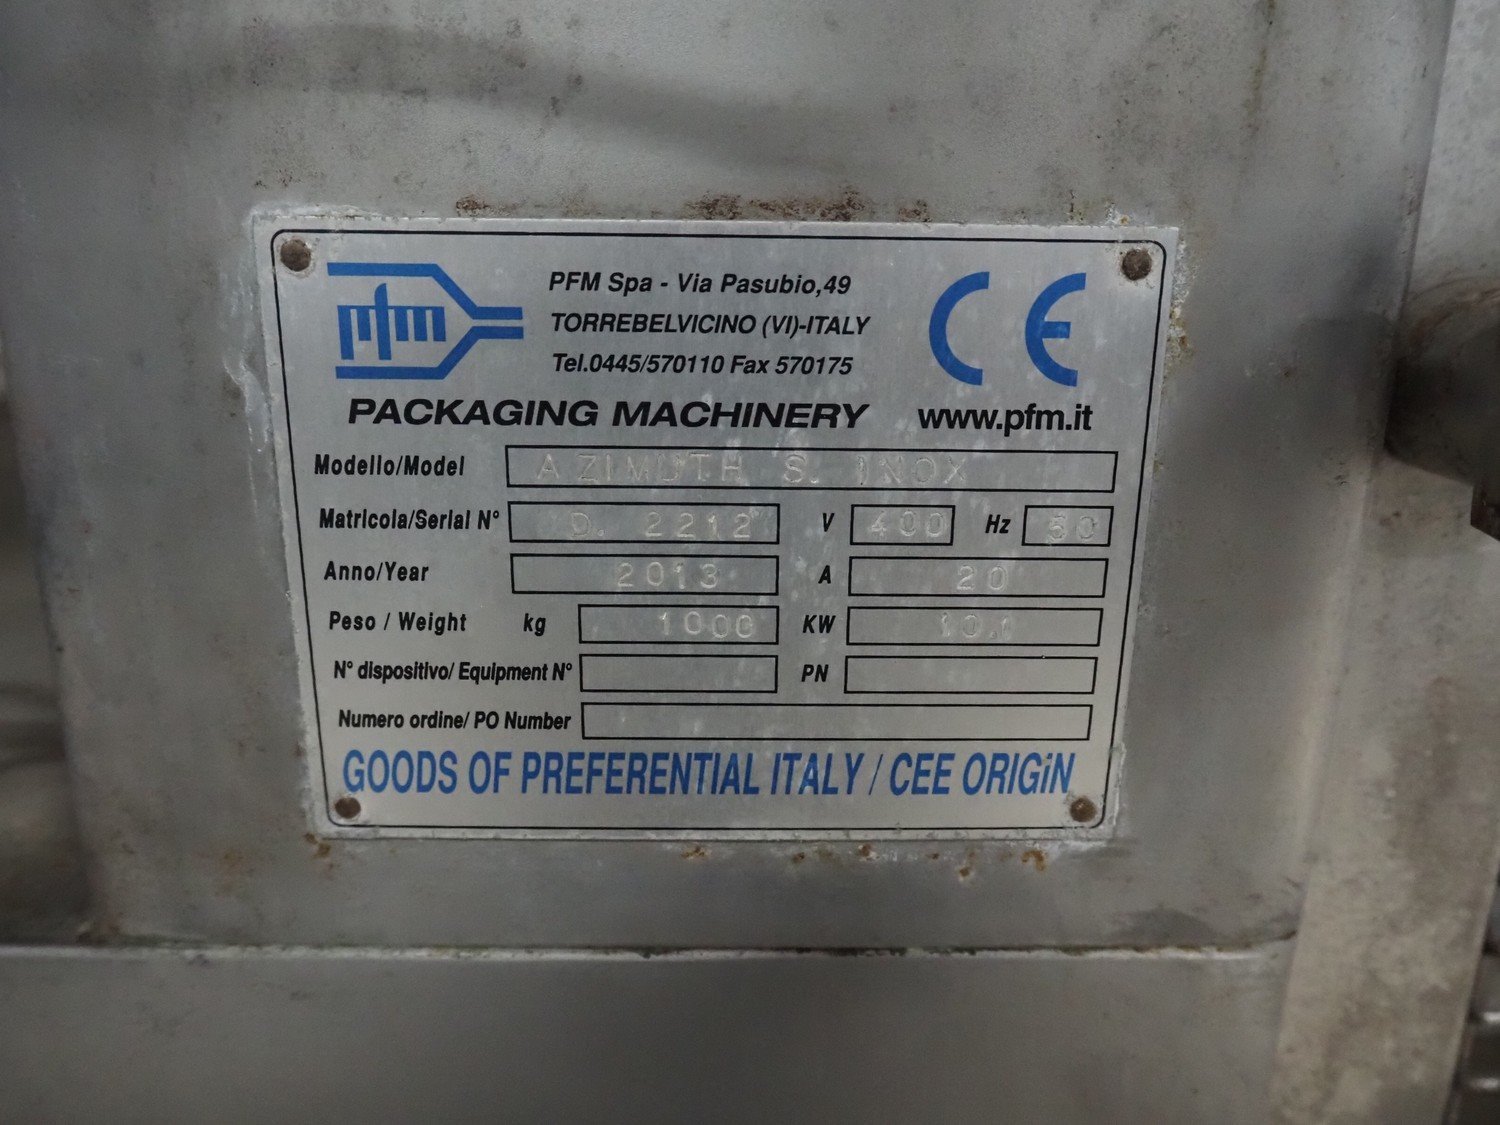 pfm
PFM Spa - Via Pasubio,49
TORREBELVICINO (VI)-ITALY
Tel.0445/570110 Fax 570175
CE
PACKAGING MACHINERY www.pfm.it
Modello/Model AZIMUTH S. INOX
Matricola/Serial N° D. 2212 V 400 Hz 50
Anno/Year 2013 A 20
Peso / Weight kg 1000 KW 10.1
N° dispositivo/ Equipment N° PN
Numero ordine/ PO Number
GOODS OF PREFERENTIAL ITALY / CEE ORIGiN